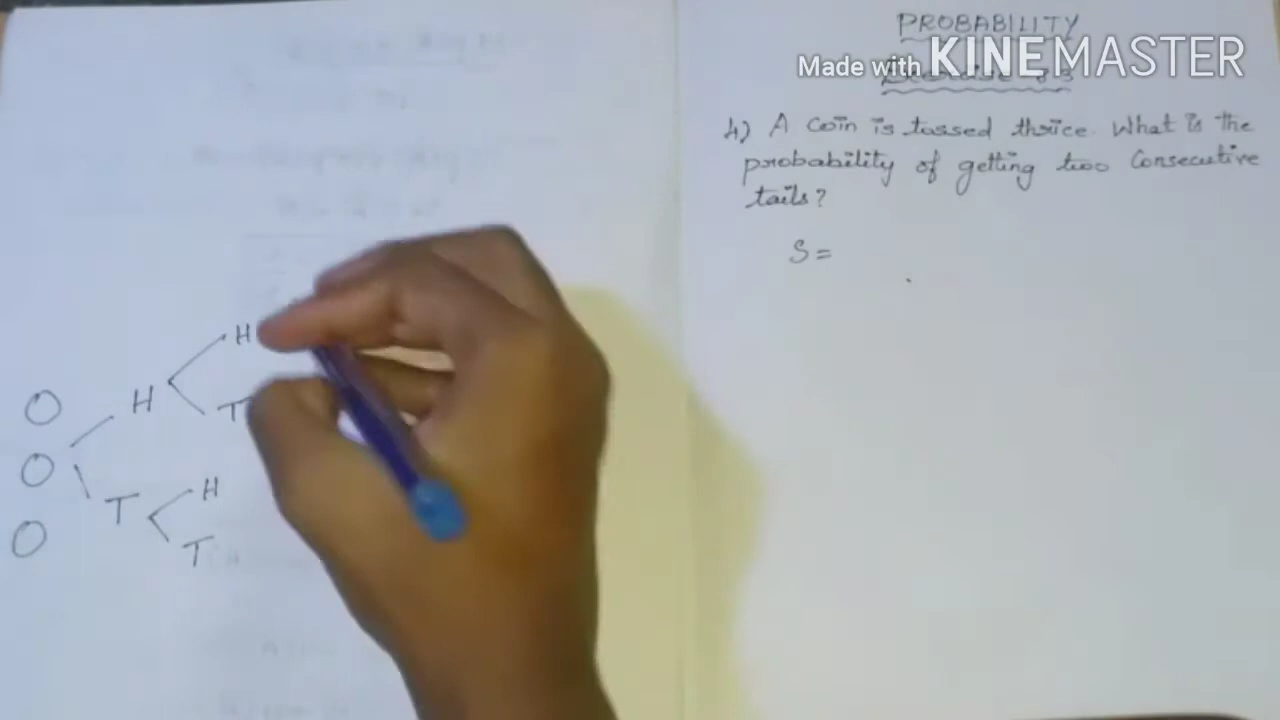 PROBABILITY
Made with KINEMASTER
4) A coin is tossed thrice. What is the
probability of getting two Consecutive
tails?
S =
H
H
T
H
T
T